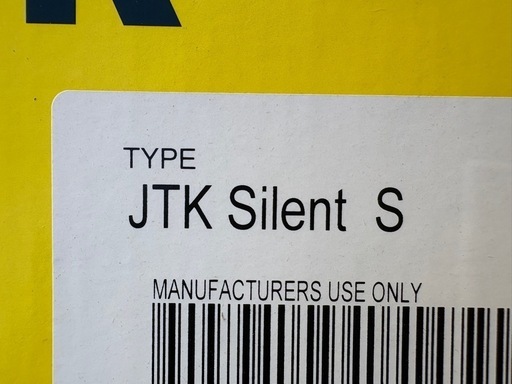 TYPE
JTK Silent S
MANUFACTURERS USE ONLY